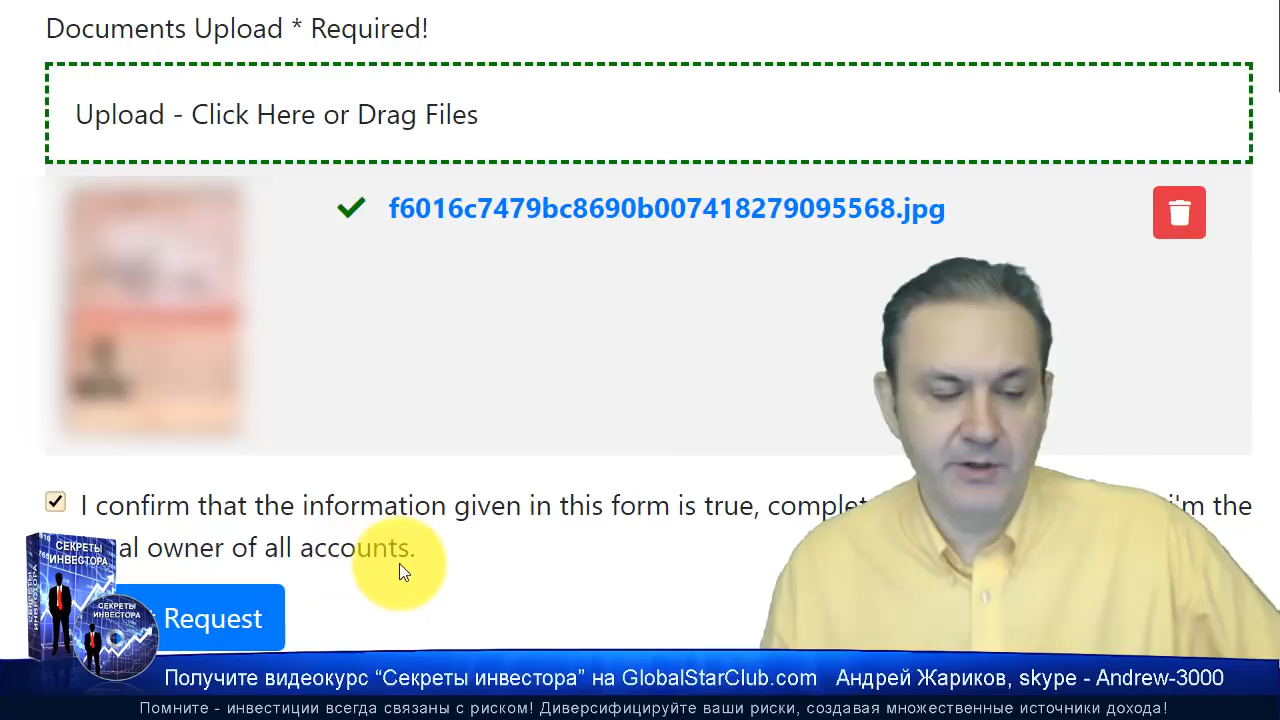 Documents Upload * Required!
Upload - Click Here or Drag Files
f6016c7479bc8690b007418279095568.jpg
I confirm that the information given in this form is true, complet i'm the
al owner of all accounts.
Request
СЕКРЕТЫ
ИНВЕСТОРА
СЕКРЕТЫ
ИНВЕСТОРА
СЕКРЕТЫ
ИНВЕСТОРА
Получите видеокурс “Секреты инвестора” на GlobalStarClub.com Андрей Жариков, skype - Andrew-3000
Помните - инвестиции всегда связаны с риском! Диверсифицируйте ваши риски, создавая множественные источники дохода!